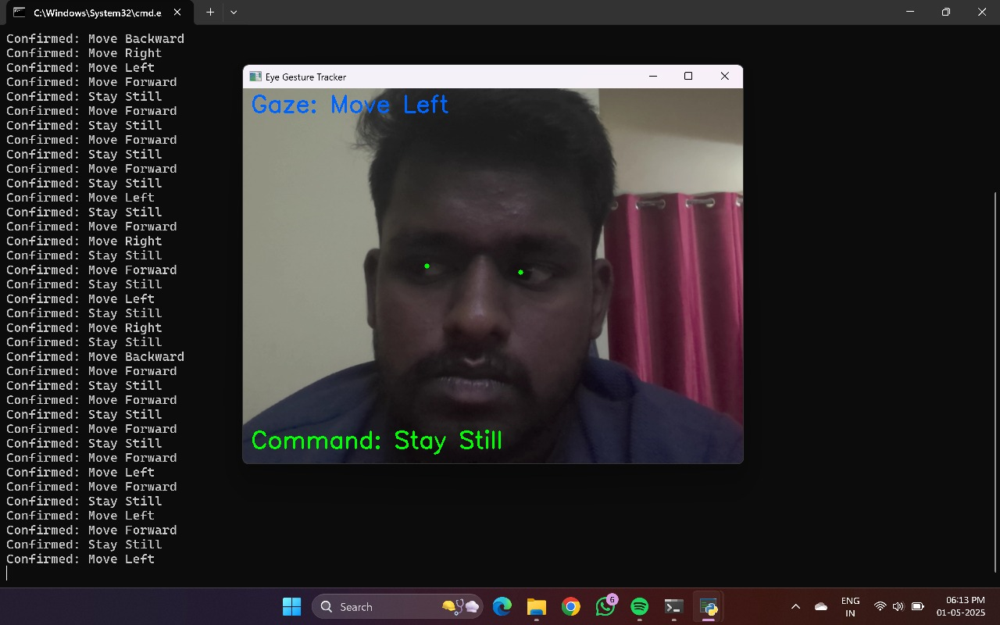 C:\Windows\System32\cmd.e
Confirmed: Move Backward
Confirmed: Move Right
Confirmed: Move Left
Confirmed: Move Forward
Confirmed: Stay Still
Confirmed: Move Forward
Confirmed: Stay Still
Confirmed: Move Forward
Confirmed: Stay Still
Confirmed: Move Forward
Confirmed: Stay Still
Confirmed: Move Left
Confirmed: Stay Still
Confirmed: Move Forward
Confirmed: Move Right
Confirmed: Stay Still
Confirmed: Move Forward
Confirmed: Stay Still
Confirmed: Move Left
Confirmed: Stay Still
Confirmed: Move Right
Confirmed: Stay Still
Confirmed: Move Backward
Confirmed: Move Forward
Confirmed: Stay Still
Confirmed: Move Forward
Confirmed: Stay Still
Confirmed: Move Forward
Confirmed: Stay Still
Confirmed: Move Forward
Confirmed: Move Left
Confirmed: Move Forward
Confirmed: Stay Still
Confirmed: Move Left
Confirmed: Move Forward
Confirmed: Stay Still
Confirmed: Move Left
Eye Gesture Tracker
Gaze: Move Left
Command: Stay Still
Search
6
ENG
IN
06:13 PM
01-05-2025